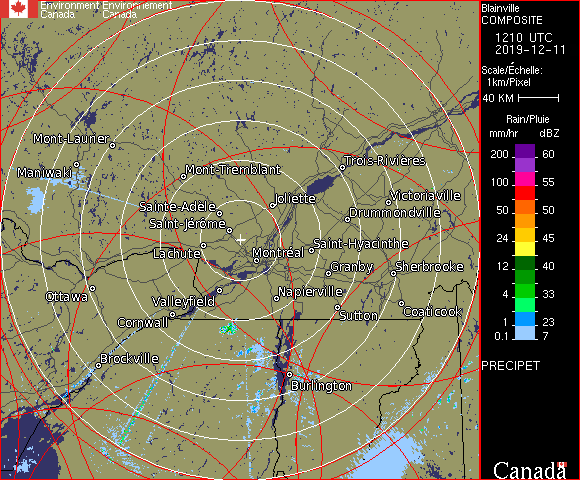 Environment Environnement
Canada Canada
Blainville
COMPOSITE
1210 UTC
2019-12-11
Scale/Échelle:
1km/Pixel
40 KM
Rain/Pluie
mm/hr dBZ
200 60
100 55
50 50
24 45
12 40
4 33
1 23
0.1 7
PRECIPET
Canada
Mont-Laurier
Maniwaki
Mont-Tremblant
Trois-Rivières
Joliette
Victoriaville
Sainte-Adèle
Drummondville
Saint-Jérôme
Lachute
Montréal
Saint-Hyacinthe
Granby
Sherbrooke
Ottawa
Valleyfield
Napierville
Cornwall
Sutton
Coaticook
Brockville
Burlington